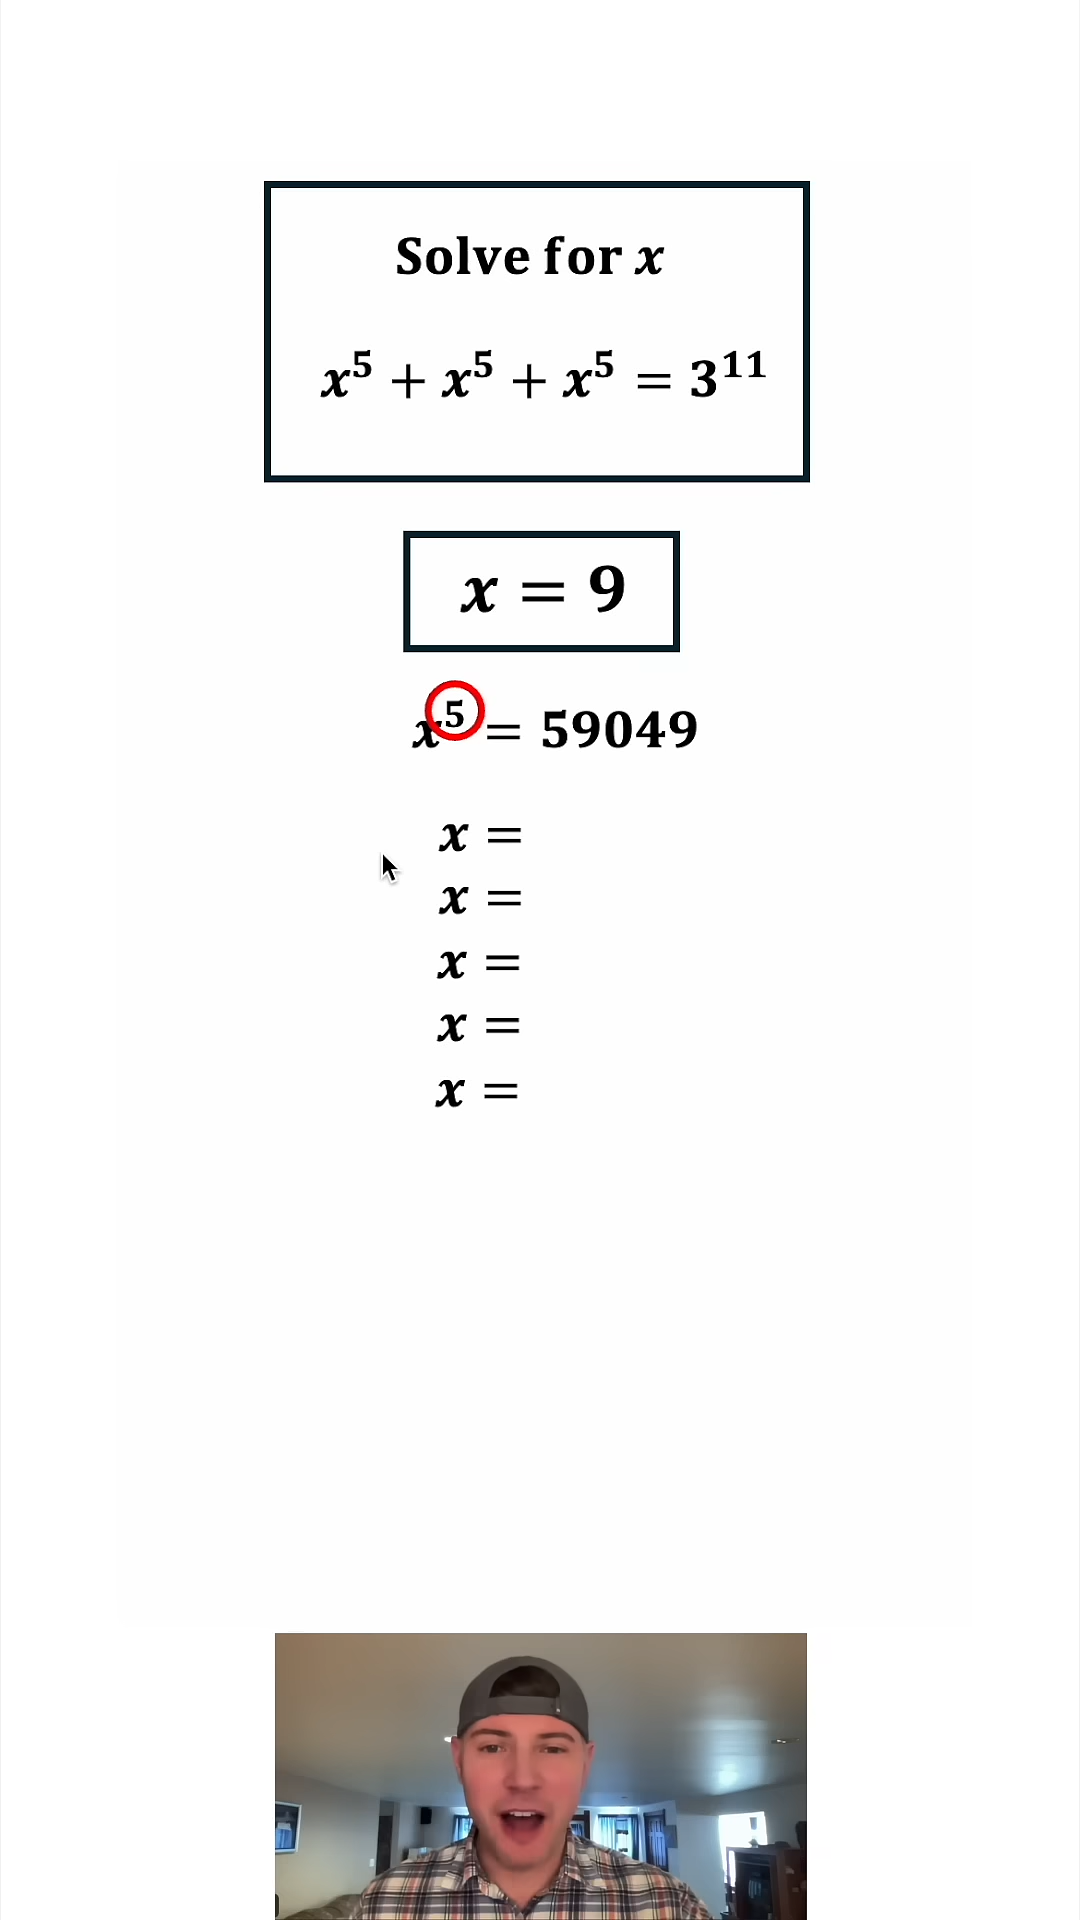 Solve for x
x⁵ + x⁵ + x⁵ = 3¹¹
x = 9
x⁵ = 59049
x =
x =
x =
x =
x =